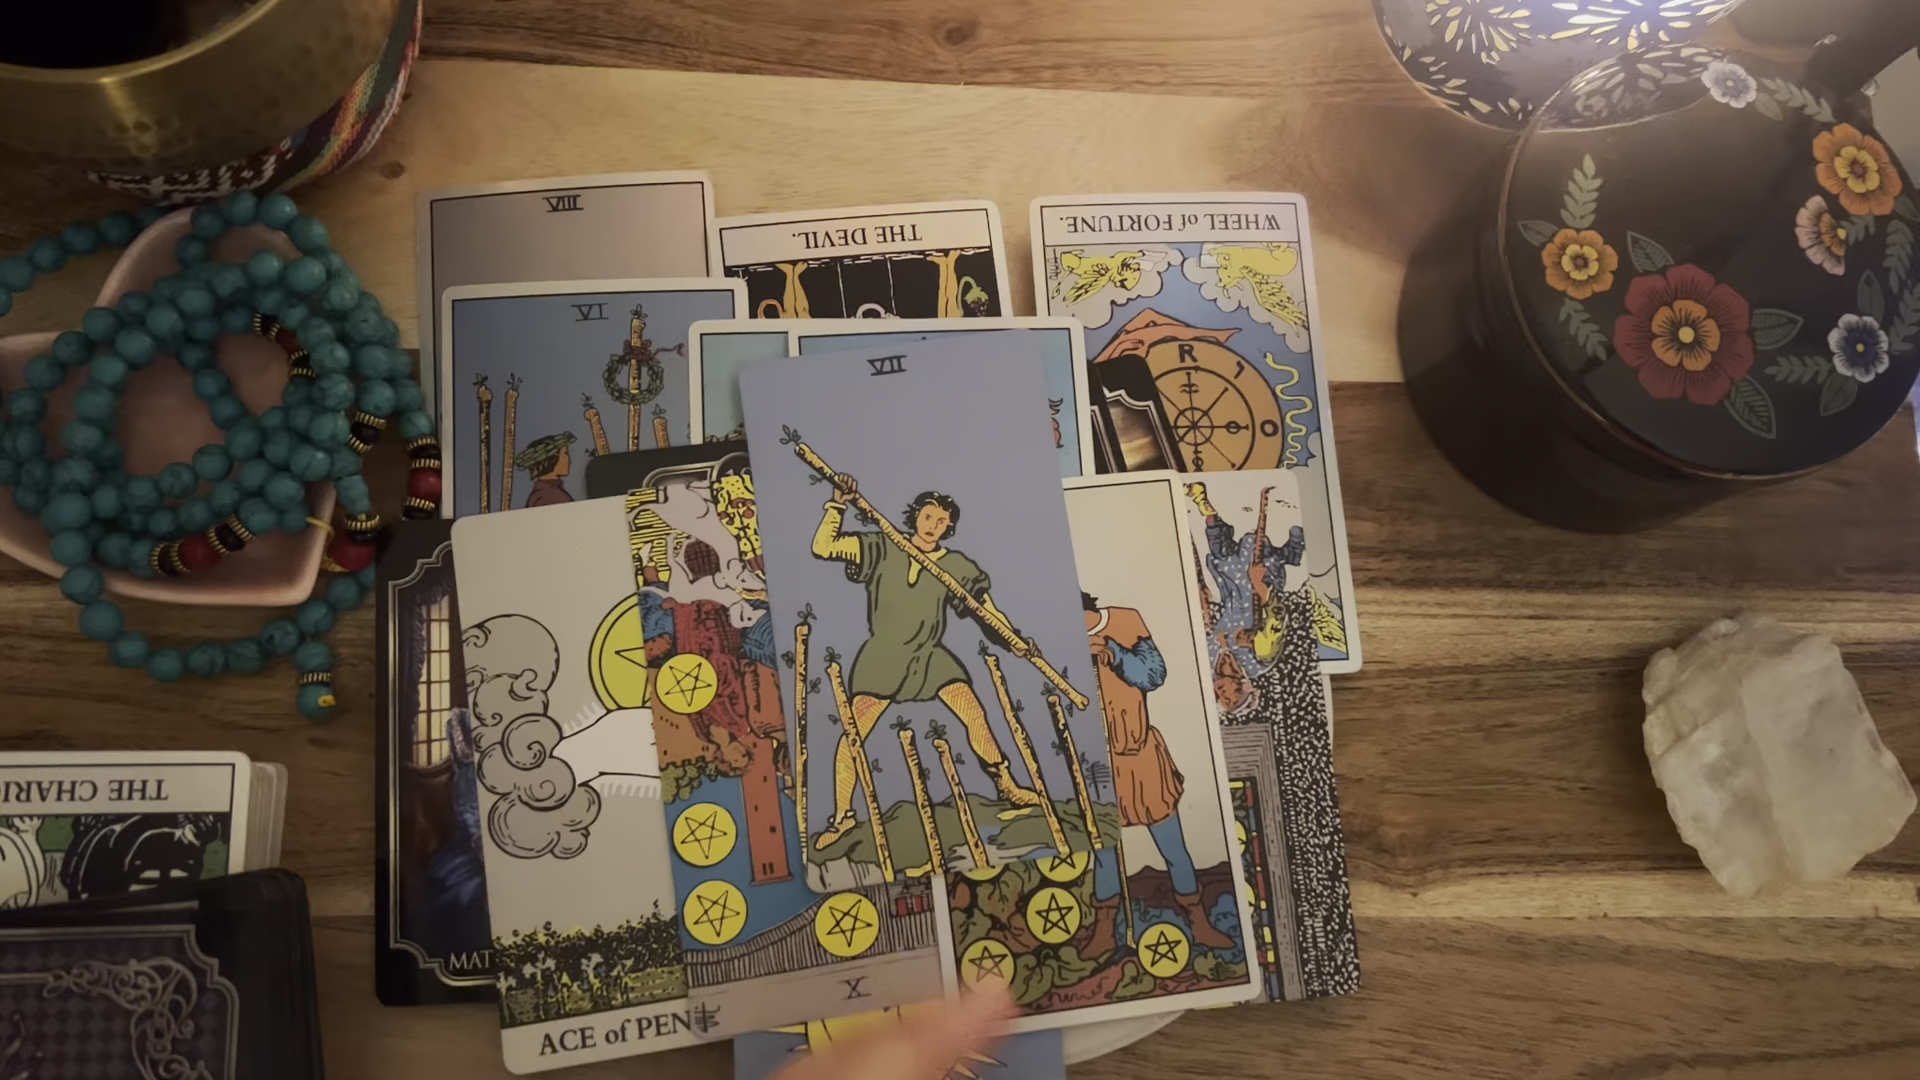 VIII
THE DEVIL.
WHEEL of FORTUNE.
VI
VII
R
O
THE CHARI
MAT
X
ACE of PEN